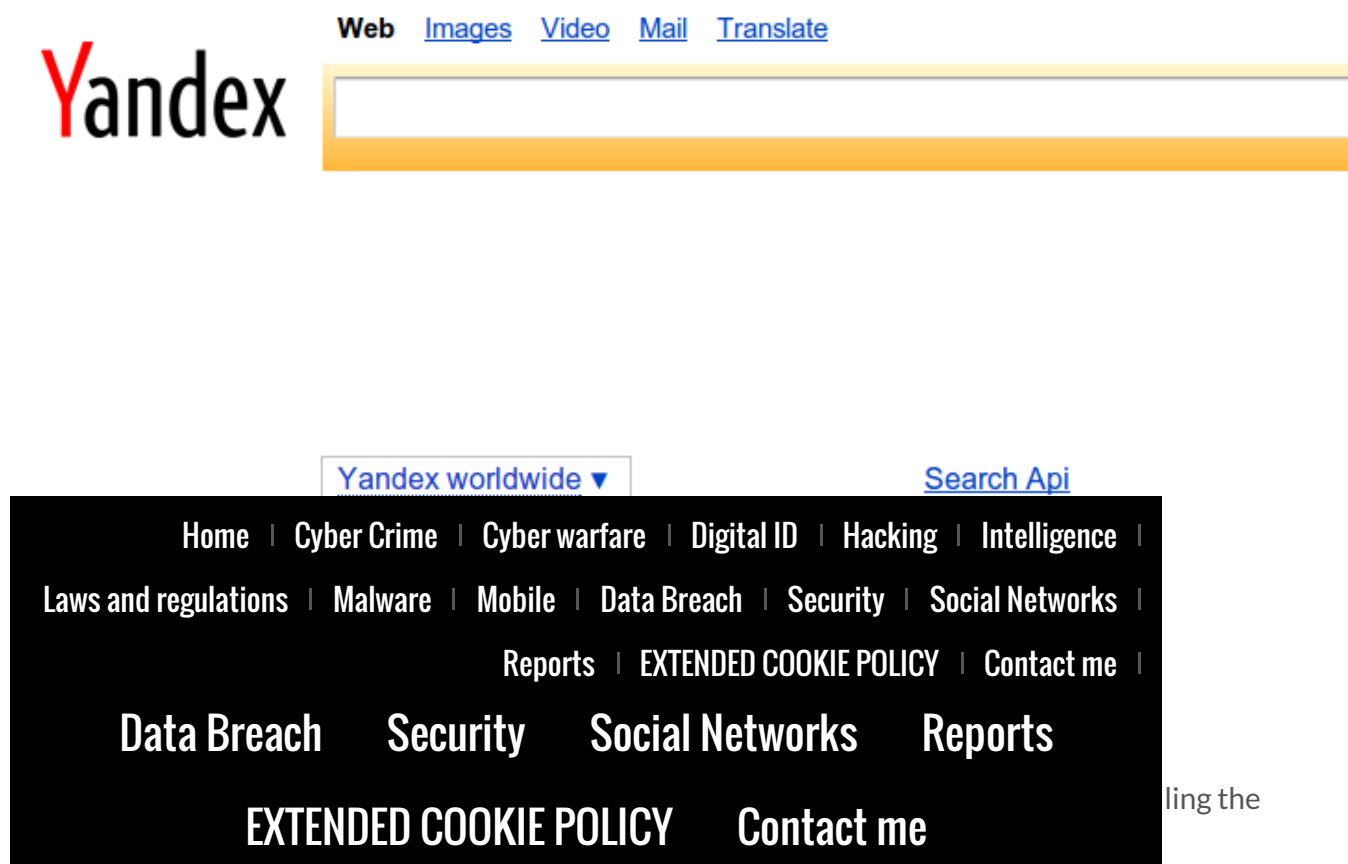 Web Images Video Mail Translate
Yandex
Yandex worldwide ▼ Search Api
Home | Cyber Crime | Cyber warfare | Digital ID | Hacking | Intelligence |
Laws and regulations | Malware | Mobile | Data Breach | Security | Social Networks |
Reports | EXTENDED COOKIE POLICY | Contact me |
Data Breach Security Social Networks Reports
ling the
EXTENDED COOKIE POLICY Contact me